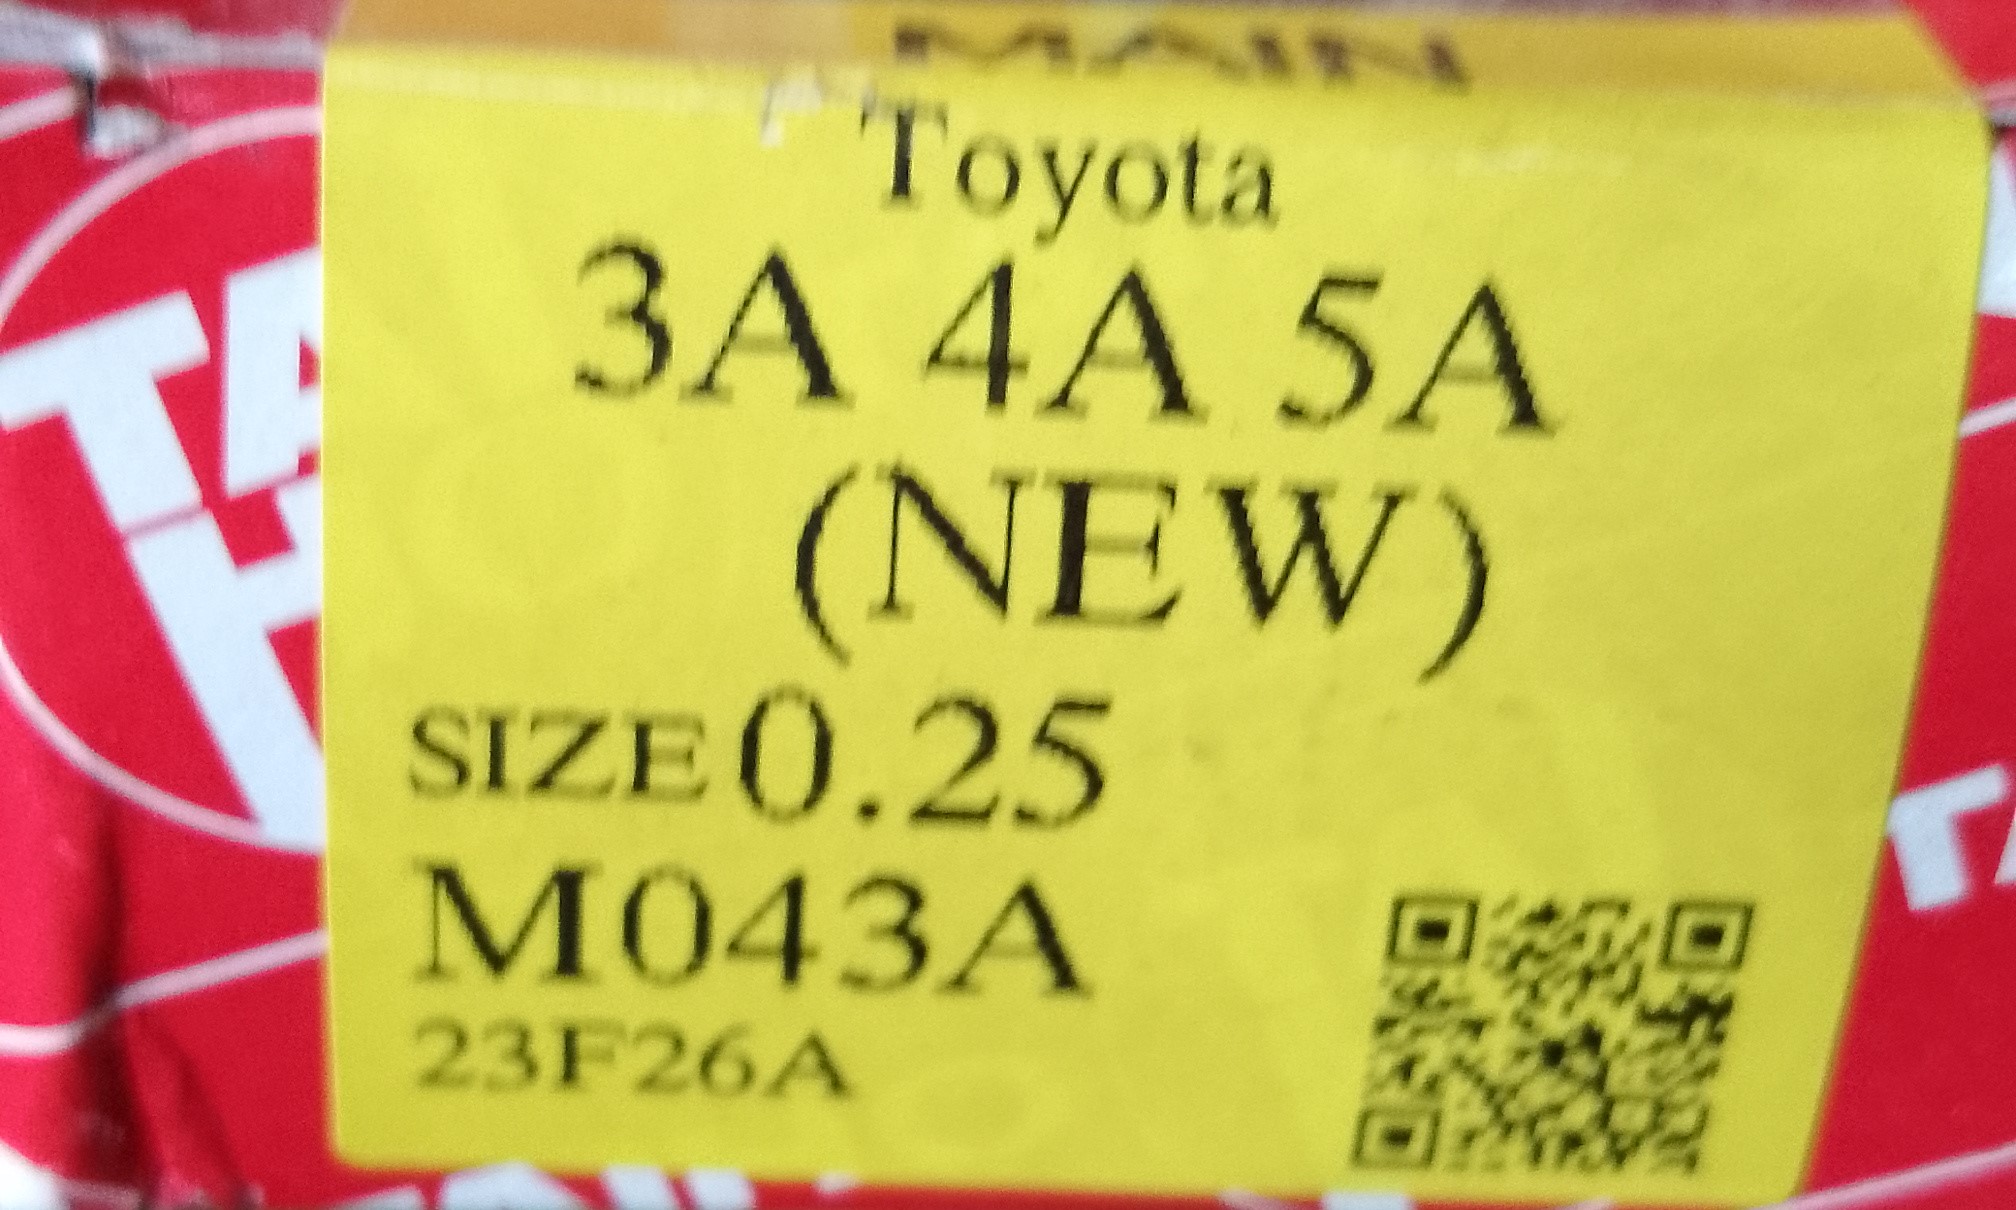 MAIN
Toyota
3A 4A 5A
(NEW)
SIZE 0.25
M043A
23F26A